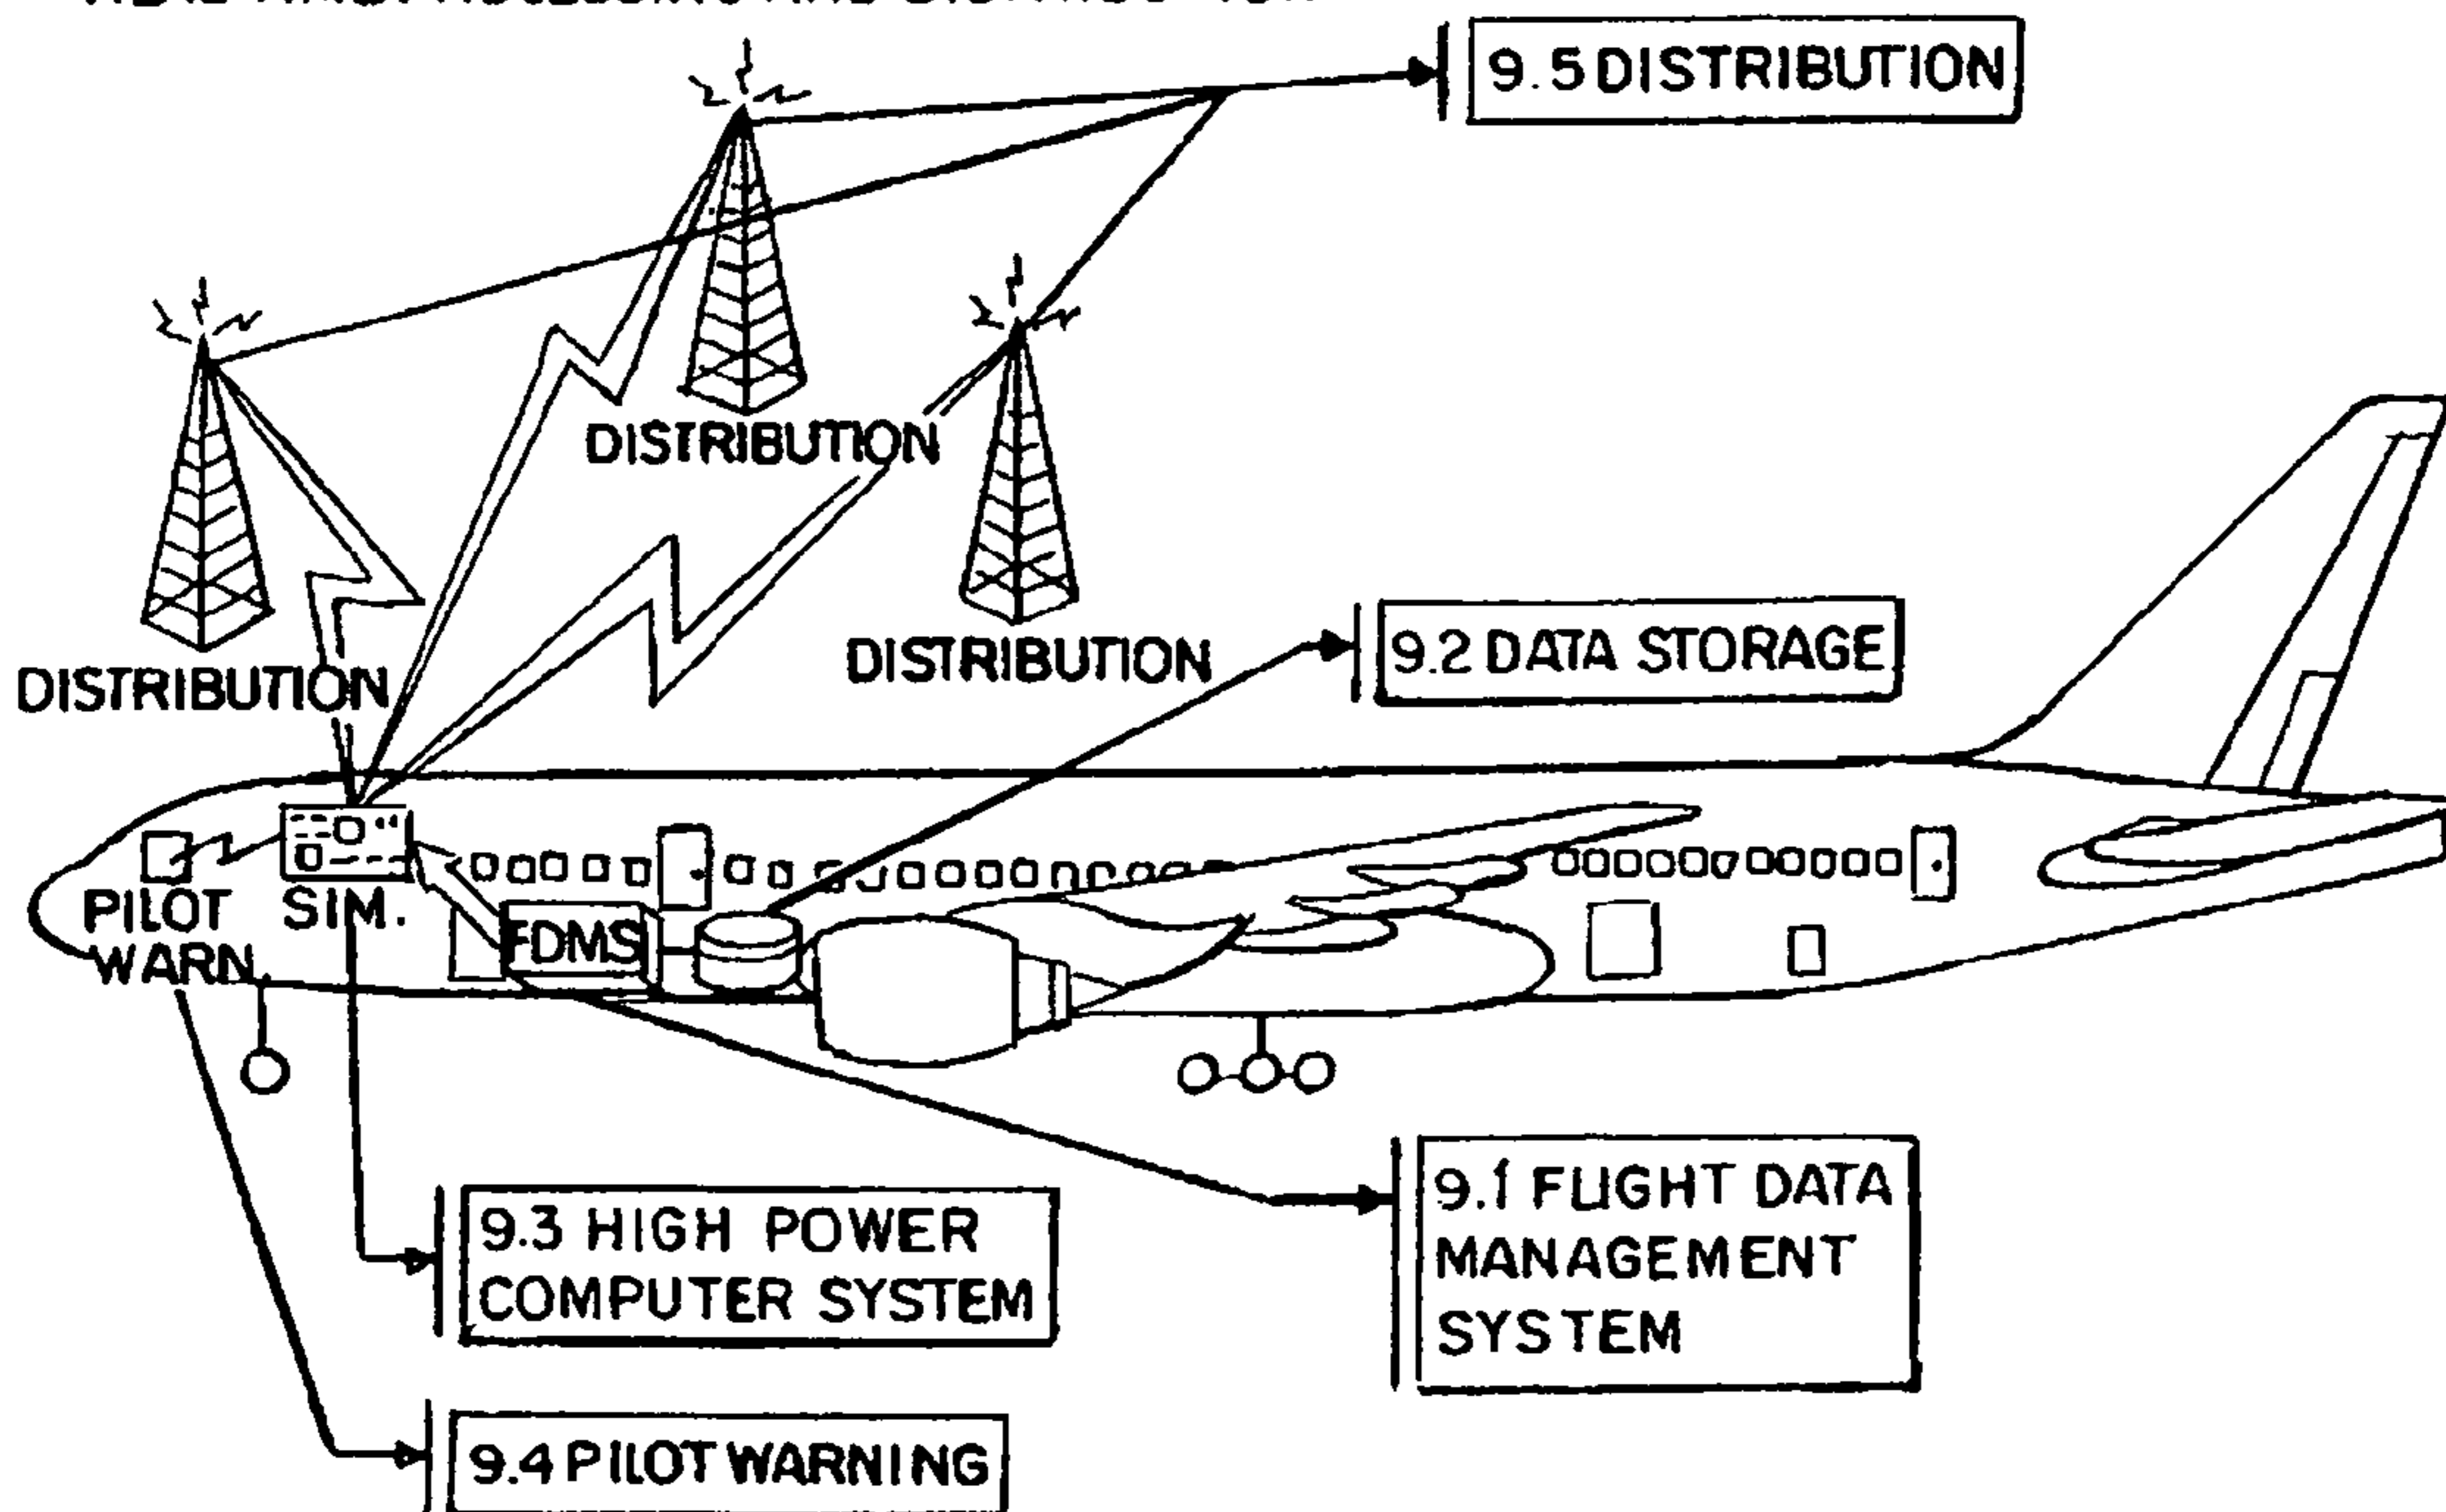 9.5 DISTRIBUTION
DISTRIBUTION
DISTRIBUTION
9.2 DATA STORAGE
DISTRIBUTION
PILOT
WARN.
SIM.
FDMS
9.1 FLIGHT DATA
MANAGEMENT
SYSTEM
9.3 HIGH POWER
COMPUTER SYSTEM
9.4 PILOT WARNING